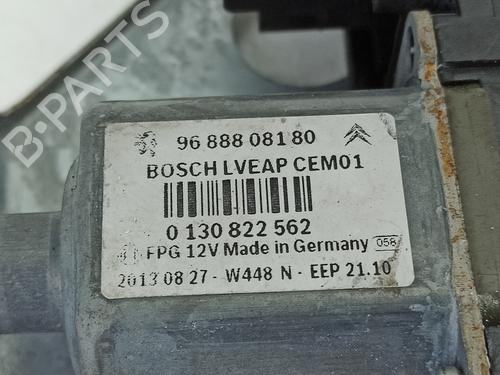 B-PARTS
96 888 081 80
BOSCH LVEAP CEM01
0 130 822 562
FPG 12V Made in Germany 058
2013 08 27 - W448 N - EEP 21.10